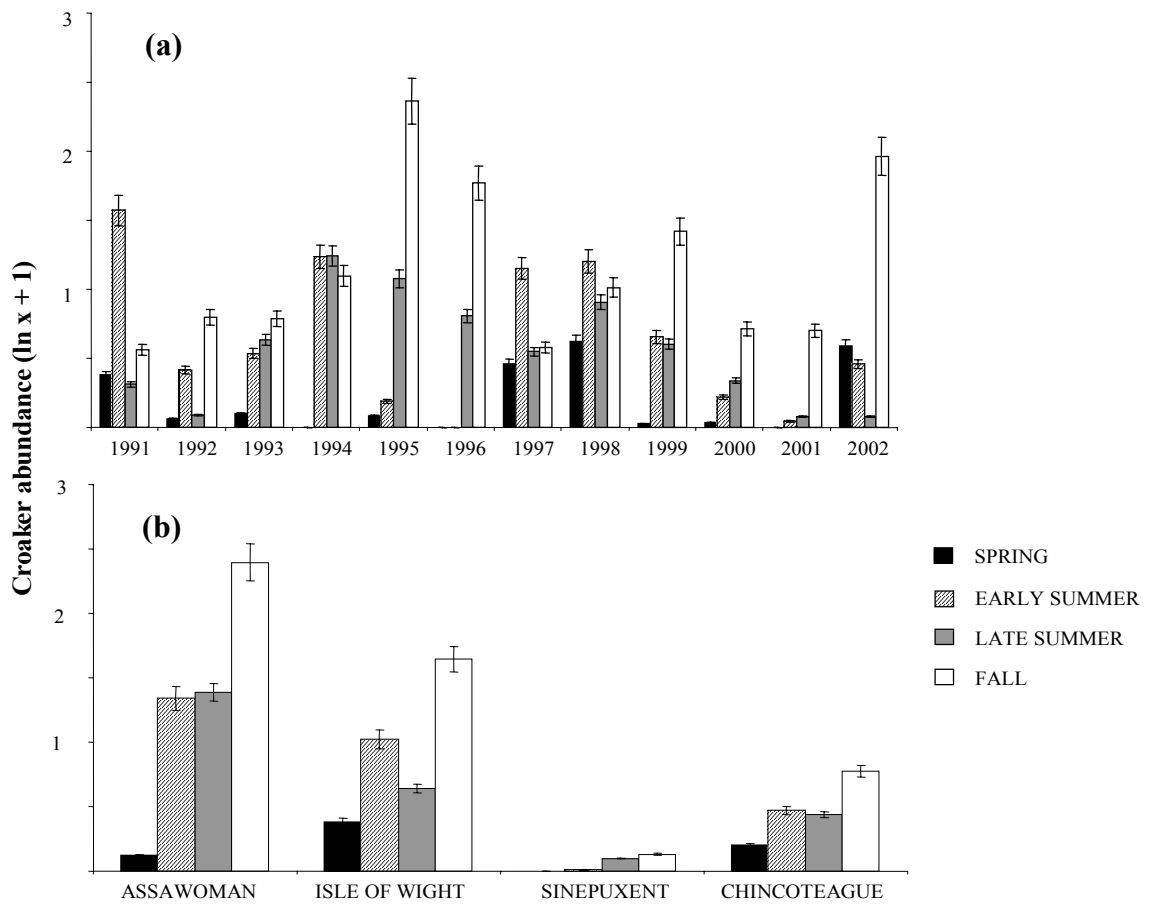 3
(a)
2
1
1991 1992 1993 1994 1995 1996 1997 1998 1999 2000 2001 2002
Croaker abundance (ln x + 1)
3
(b)
2
1
ASSAWOMAN ISLE OF WIGHT SINEPUXENT CHINCOTEAGUE
SPRING
EARLY SUMMER
LATE SUMMER
FALL